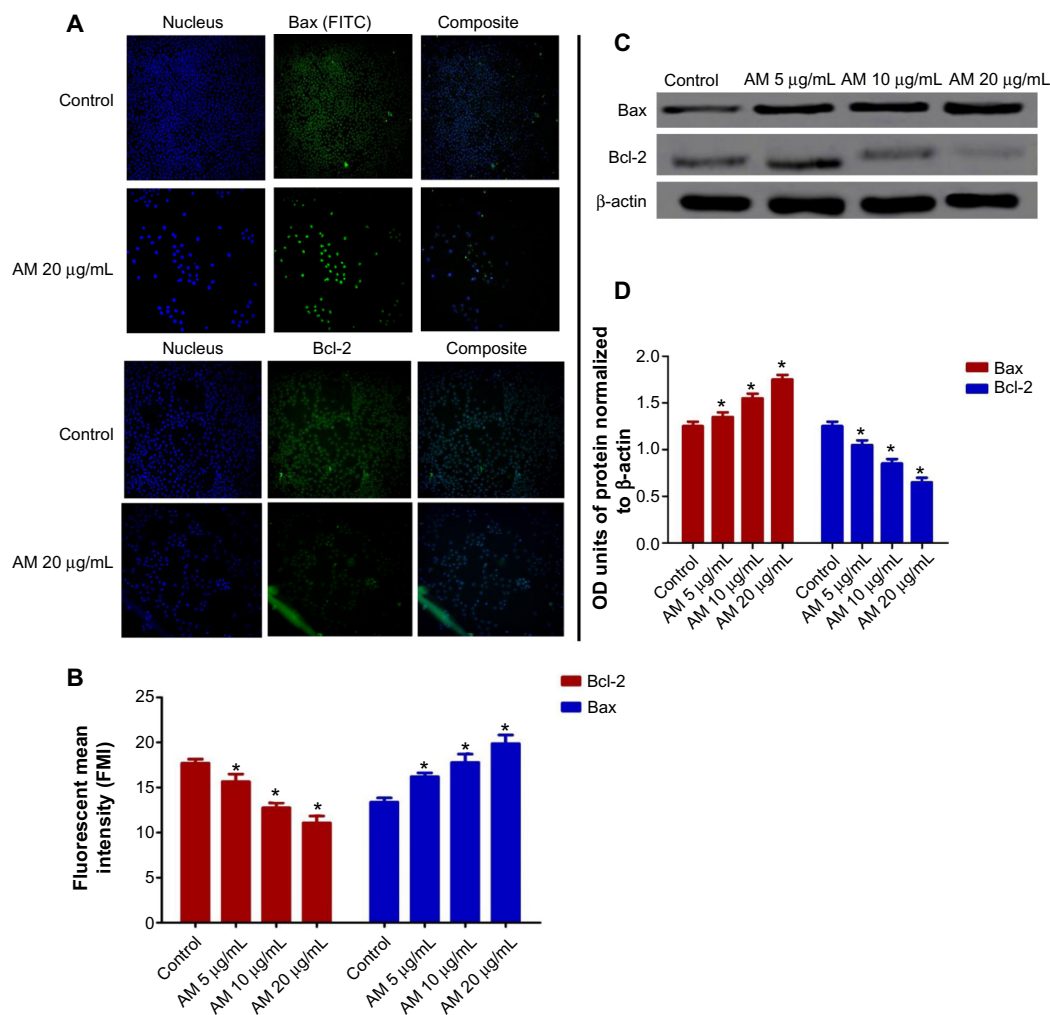 A
Nucleus Bax (FITC) Composite
Control
AM 20 μg/mL
Nucleus Bcl-2 Composite
Control
AM 20 μg/mL
B
Fluorescent mean
intensity (FMI)
25
20
15
10
5
0
Control
AM 5 μg/mL
AM 10 μg/mL
AM 20 μg/mL
Control
AM 5 μg/mL
AM 10 μg/mL
AM 20 μg/mL
* * * * * *
Bcl-2
Bax
C
Control AM 5 μg/mL AM 10 μg/mL AM 20 μg/mL
Bax
Bcl-2
β-actin
D
OD units of protein normalized
to β-actin
2.0
1.5
1.0
0.5
0.0
Control
AM 5 μg/mL
AM 10 μg/mL
AM 20 μg/mL
Control
AM 5 μg/mL
AM 10 μg/mL
AM 20 μg/mL
* * * * * *
Bax
Bcl-2